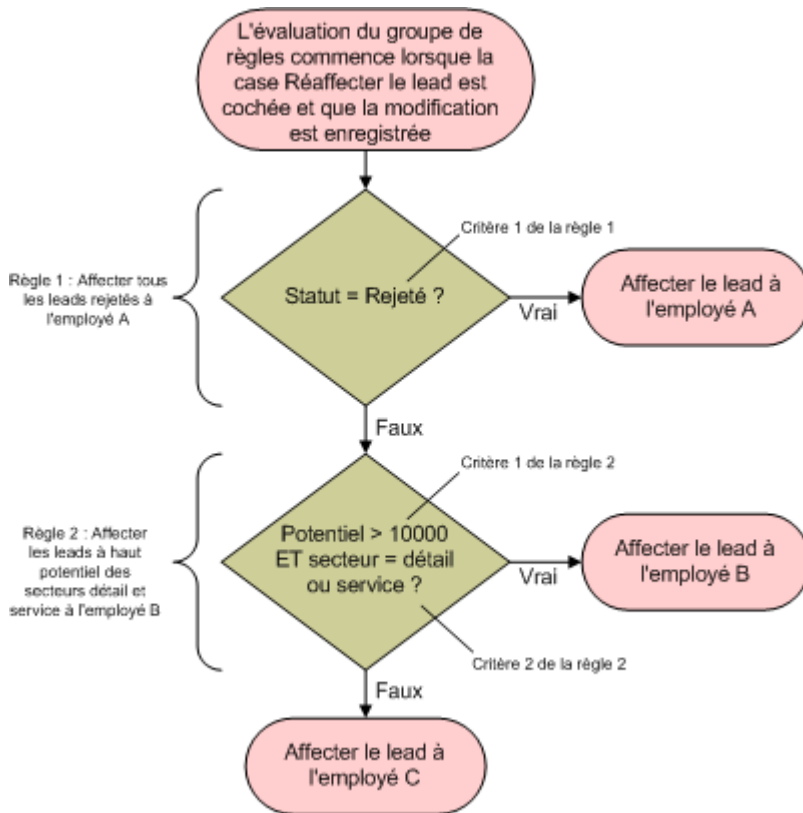 L'évaluation du groupe de
règles commence lorsque la
case Réaffecter le lead est
cochée et que la modification
est enregistrée
Critère 1 de la règle 1
Règle 1 : Affecter tous
les leads rejetés à
l'employé A
Statut = Rejeté ?
Vrai
Affecter le lead à
l'employé A
Faux
Critère 1 de la règle 2
Règle 2 : Affecter
les leads à haut
potentiel des
secteurs détail et
service à l'employé B
Potentiel > 10000
ET secteur = détail
ou service ?
Vrai
Affecter le lead à
l'employé B
Critère 2 de la règle 2
Faux
Affecter le lead à
l'employé C